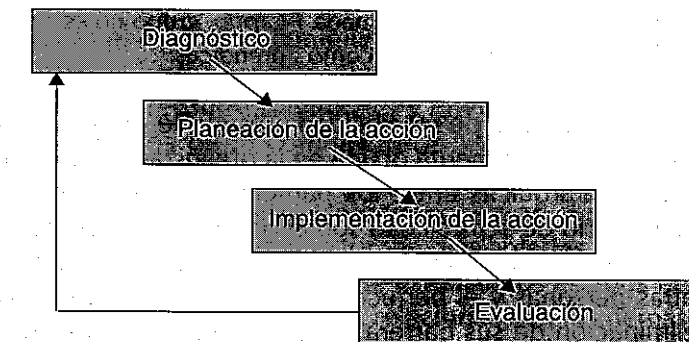 Diagnóstico
Planeación de la acción
Implementación de la acción
Evaluación